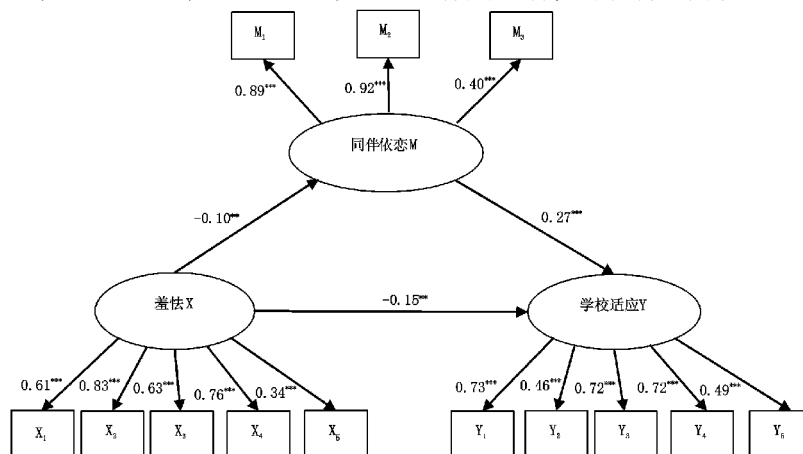 M₁ M₂ M₃
0.89*** 0.92*** 0.40***
同伴依恋M
-0.10** 0.27***
羞怯X -0.15** 学校适应Y
0.61*** 0.83*** 0.63*** 0.76*** 0.34*** 0.73*** 0.46*** 0.72*** 0.72*** 0.49***
X₁ X₂ X₃ X₄ X₅ Y₁ Y₂ Y₃ Y₄ Y₅